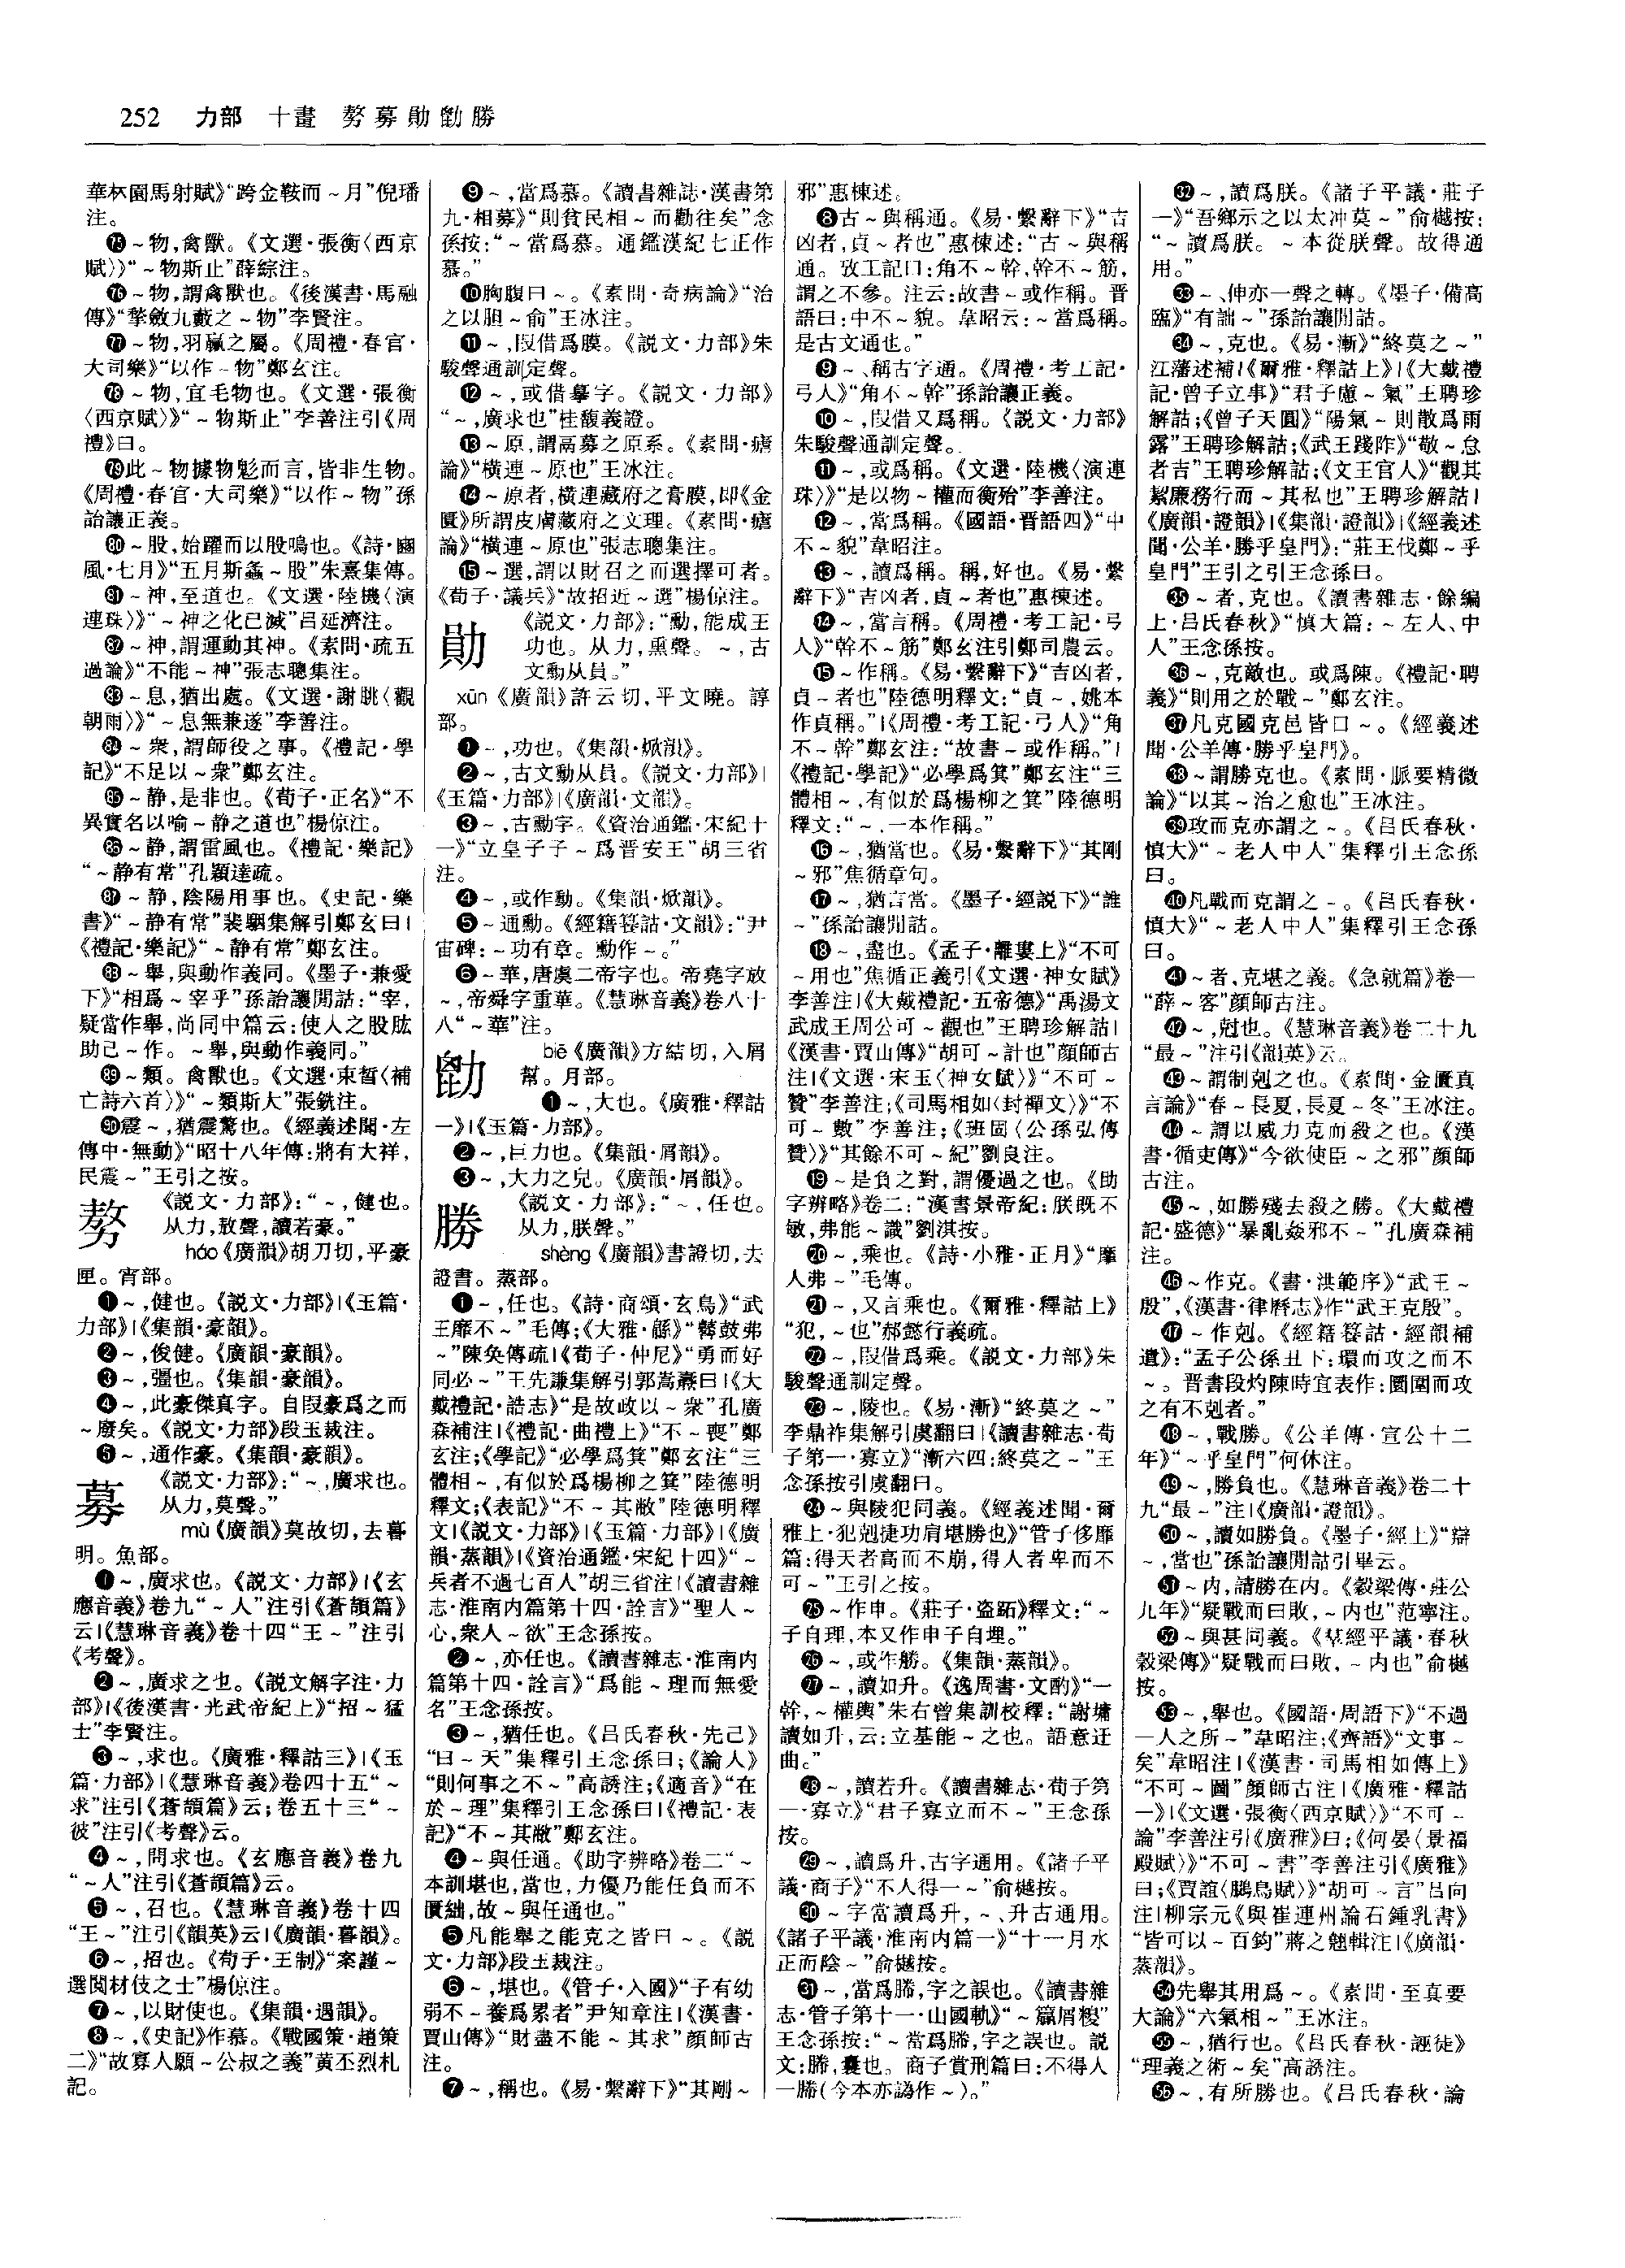 252 力部 十畫 勢募勛勫勝
華林園馬射賦》“跨金鞍而～月”倪璠
注。
㊆～物,禽獸。《文選·張衡〈西京
賦〉》“～物斯止”薛綜注。
～物,謂禽獸也。《後漢書·馬融
傳》“摯斂九藪之～物”李賢注。
～物,羽臝之屬。《周禮·春官·
大司樂》“以作～物”鄭玄注。
～物,宜毛物也。《文選·張衡
〈西京賦〉》“～物斯止”李善注引《周
禮》曰。
此～物據物鬽而言,皆非生物。
《周禮·春官·大司樂》“以作～物”孫
詒讓正義。
～股,始躍而以股鳴也。《詩·國
風·七月》“五月斯螽～股”朱熹集傳。
～神,至道也。《文選·陸機〈演
連珠〉》“～神之化已滅”吕延濟注。
～神,謂運動其神。《素問·疏五
過論》“不能～神”張志聰集注。
～息,猶出處。《文選·謝朓〈觀
朝雨〉》“～息無兼遂”李善注。
～衆,謂師役之事。《禮記·學
記》“不足以～衆”鄭玄注。
～静,是非也。《荀子·正名》“不
異實名以喻～静之道也”楊倞注。
～静,謂雷風也。《禮記·樂記》
“～静有常”孔穎達疏。
～静,陰陽用事也。《史記·樂
書》“～静有常”裴駰集解引鄭玄曰|
《禮記·樂記》“～静有常”鄭玄注。
～舉,與動作義同。《墨子·兼愛
下》“相爲～宰乎”孫詒讓閒詁:“宰,
疑當作舉,尚同中篇云:使人之股肱
助己～作。～舉,與動作義同。”
～類。禽獸也。《文選·束晳〈補
亡詩六首〉》“～類斯大”張銑注。
震～,猶震驚也。《經義述聞·左
傳中·無動》“昭十八年傳:將有大祥,
民震～”王引之按。
勢 《説文·力部》:“～,健也。
从力,敖聲,讀若豪。”
háo《廣韻》胡刀切,平豪
匣。宵部。
❶～,健也。《説文·力部》|《玉篇·
力部》|《集韻·豪韻》。
❷～,俊健。《廣韻·豪韻》。
❸～,彊也。《集韻·豪韻》。
❹～,此豪傑真字。自叚豪爲之而
～廢矣。《説文·力部》段玉裁注。
❺～,通作豪。《集韻·豪韻》。
募 《説文·力部》:“～,廣求也。
从力,莫聲。”
mù《廣韻》莫故切,去暮
明。魚部。
❶～,廣求也。《説文·力部》|《玄
應音義》卷九“～人”注引《蒼頡篇》
云|《慧琳音義》卷十四“王～”注引
《考聲》。
❷～,廣求之也。《説文解字注·力
部》|《後漢書·光武帝紀上》“招～猛
士”李賢注。
❸～,求也。《廣雅·釋詁三》|《玉
篇·力部》|《慧琳音義》卷四十五“～
求”注引《蒼頡篇》云;卷五十三“～
彼”注引《考聲》云。
❹～,問求也。《玄應音義》卷九
“～人”注引《蒼頡篇》云。
❺～,召也。《慧琳音義》卷十四
“王～”注引《韻英》云|《廣韻·暮韻》。
❻～,招也。《荀子·王制》“案謹～
選閲材伎之士”楊倞注。
❼～,以財使也。《集韻·遇韻》。
❽～,《史記》作慕。《戰國策·趙策
二》“故寡人願～公叔之義”黄丕烈札
記。
❾～,當爲慕。《讀書雜誌·漢書第
九·相募》“則貧民相～而勸往矣”念
孫按:“～當爲慕。通鑑漢紀七正作
慕。”
❿胸腹曰～。《素問·奇病論》“治
之以胆～俞”王冰注。
⓫～,叚借爲膜。《説文·力部》朱
駿聲通訓定聲。
⓬～,或借摹字。《説文·力部》
“～,廣求也”桂馥義證。
⓭～原,謂鬲募之原系。《素問·瘧
論》“横連～原也”王冰注。
⓮～原者,横連藏府之膏膜,即《金
匱》所謂皮膚藏府之文理。《素問·瘧
論》“横連～原也”張志聰集注。
⓯～選,謂以財召之而選擇可者。
《荀子·議兵》“故招近～選”楊倞注。
勛 《説文·力部》:“勳,能成王
功也。从力,熏聲。～,古
文勳从員。”
xūn《廣韻》許云切,平文曉。諄
部。
❶～,功也。《集韻·焮韻》。
❷～,古文勳从員。《説文·力部》|
《玉篇·力部》|《廣韻·文韻》。
❸～,古勳字。《資治通鑑·宋紀十
一》“立皇子子～爲晋安王”胡三省
注。
❹～,或作勳。《集韻·焮韻》。
❺～通勳。《經籍籑詁·文韻》:“尹
宙碑:～功有章。勳作～。”
❻～華,唐虞二帝字也。帝堯字放
～,帝舜字重華。《慧琳音義》卷八十
八“～華”注。
勫 biē《廣韻》方結切,入屑
幫。月部。
❶～,大也。《廣雅·釋詁
一》|《玉篇·力部》。
❷～,巨力也。《集韻·屑韻》。
❸～,大力之皃。《廣韻·屑韻》。
勝 《説文·力部》:“～,任也。
从力,朕聲。”
shèng《廣韻》書證切,去
證書。蒸部。
❶～,任也。《詩·商頌·玄鳥》“武
王靡不～”毛傳;《大雅·緜》“鼛鼓弗
～”陳奂傳疏|《荀子·仲尼》“勇而好
同必～”王先謙集解引郭嵩燾曰|《大
戴禮記·誥志》“是故政以～衆”孔廣
森補注|《禮記·曲禮上》“不～喪”鄭
玄注;《學記》“必學爲箕”鄭玄注“三
體相～,有似於爲楊柳之箕”陸德明
釋文;《表記》“不～其敝”陸德明釋
文|《説文·力部》|《玉篇·力部》|《廣
韻·蒸韻》|《資治通鑑·宋紀十四》“～
兵者不過七百人”胡三省注|《讀書雜
志·淮南内篇第十四·詮言》“聖人～
心,衆人～欲”王念孫按。
❷～,亦任也。《讀書雜志·淮南内
篇第十四·詮言》“爲能～理而無愛
名”王念孫按。
❸～,猶任也。《吕氏春秋·先己》
“日～天”集釋引王念孫曰;《論人》
“則何事之不～”高誘注;《適音》“在
於～理”集釋引王念孫曰|《禮記·表
記》“不～其敝”鄭玄注。
❹～與任通。《助字辨略》卷二“～
本訓堪也,當也,力優乃能任負而不
匱絀,故～與任通也。”
❺凡能舉之能克之皆曰～。《説
文·力部》段玉裁注。
❻～,堪也。《管子·入國》“子有幼
弱不～養爲累者”尹知章注|《漢書·
賈山傳》“財盡不能～其求”顔師古
注。
❼～,稱也。《易·繫辭下》“其剛～
邪”惠棟述。
❽古～與稱通。《易·繫辭下》“吉
凶者,貞～者也”惠棟述:“古～與稱
通。攷工記曰:角不～幹,幹不～筋,
謂之不參。注云:故書～或作稱。晋
語曰:中不～貌。韋昭云:～當爲稱。
是古文通也。”
❾～、稱古字通。《周禮·考工記·
弓人》“角不～幹”孫詒讓正義。
❿～,叚借又爲稱。《説文·力部》
朱駿聲通訓定聲。
⓫～,或爲稱。《文選·陸機〈演連
珠〉》“是以物～權而衡殆”李善注。
⓬～,當爲稱。《國語·晋語四》“中
不～貌”韋昭注。
⓭～,讀爲稱。稱,好也。《易·繫
辭下》“吉凶者,貞～者也”惠棟述。
⓮～,當言稱。《周禮·考工記·弓
人》“幹不～筋”鄭玄注引鄭司農云。
⓯～作稱。《易·繫辭下》“吉凶者,
貞～者也”陸德明釋文:“貞～,姚本
作貞稱。”|《周禮·考工記·弓人》“角
不～幹”鄭玄注:“故書～或作稱。”|
《禮記·學記》“必學爲箕”鄭玄注“三
體相～,有似於爲楊柳之箕”陸德明
釋文:“～,一本作稱。”
⓰～,猶當也。《易·繫辭下》“其剛
～邪”焦循章句。
⓱～,猶言當。《墨子·經説下》“誰
～”孫詒讓閒詁。
⓲～,盡也。《孟子·離婁上》“不可
～用也”焦循正義引《文選·神女賦》
李善注|《大戴禮記·五帝德》“禹湯文
武成王周公可～觀也”王聘珍解詁|
《漢書·賈山傳》“胡可～計也”顔師古
注|《文選·宋玉〈神女賦〉》“不可～
贊”李善注;《司馬相如〈封禪文〉》“不
可～數”李善注;《班固〈公孫弘傳
贊〉》“其餘不可～紀”劉良注。
⓳～是負之對,謂優過之也。《助
字辨略》卷二:“漢書景帝紀:朕既不
敏,弗能～識”劉淇按。
⓴～,乘也。《詩·小雅·正月》“靡
人弗～”毛傳。
㉑～,又言乘也。《爾雅·釋詁上》
“犯,～也”郝懿行義疏。
㉒～,叚借爲乘。《説文·力部》朱
駿聲通訓定聲。
㉓～,陵也。《易·漸》“終莫之～”
李鼎祚集解引虞翻曰|《讀書雜志·荀
子第一·寡立》“漸六四:終莫之～”王
念孫按引虞翻曰。
㉔～與陵犯同義。《經義述聞·爾
雅上·犯剋捷功肩堪勝也》“管子侈靡
篇:得天者高而不崩,得人者卑而不
可～”王引之按。
㉕～作申。《莊子·盗跖》釋文:“～
子自理,本又作申子自埋。”
㉖～,或作勝。《集韻·蒸韻》。
㉗～,讀如升。《逸周書·文酌》“一
幹,～權輿”朱右曾集訓校釋:“謝墉
讀如升,云:立基能～之也。語意迂
曲。”
㉘～,讀若升。《讀書雜志·荀子第
一·寡立》“君子寡立而不～”王念孫
按。
㉙～,讀爲升,古字通用。《諸子平
議·商子》“不人得一～”俞樾按。
㉚～字當讀爲升,～、升古通用。
《諸子平議·淮南内篇一》“十一月水
正而陰～”俞樾按。
㉛～,當爲幐,字之誤也。《讀書雜
志·管子第十一·山國軌》“～籯屑䅣”
王念孫按:“～當爲幐,字之誤也。説
文:幐,囊也。商子賞刑篇曰:不得人
一幐(今本亦譌作～)。”
㉜～,讀爲朕。《諸子平議·莊子
一》“吾鄉示之以太冲莫～”俞樾按:
“～讀爲朕。～本從朕聲。故得通
用。”
㉝～、伸亦一聲之轉。《墨子·備高
臨》“有詘～”孫詒讓閒詁。
㉞～,克也。《易·漸》“終莫之～”
江藩述補|《爾雅·釋詁上》|《大戴禮
記·曾子立事》“君子慮～氣”王聘珍
解詁;《曾子天圓》“陽氣～則散爲雨
露”王聘珍解詁;《武王踐阼》“敬～怠
者吉”王聘珍解詁;《文王官人》“觀其
絜廉務行而～其私也”王聘珍解詁|
《廣韻·證韻》|《集韻·證韻》|《經義述
聞·公羊·勝乎皇門》:“莊王伐鄭～乎
皇門”王引之引王念孫曰。
㉟～者,克也。《讀書雜志·餘編
上·吕氏春秋》“慎大篇:～左人、中
人”王念孫按。
㊱～,克敵也。或爲陳。《禮記·聘
義》“則用之於戰～”鄭玄注。
㊲凡克國克邑皆曰～。《經義述
聞·公羊傳·勝乎皇門》。
㊳～謂勝克也。《素問·脈要精微
論》“以其～治之愈也”王冰注。
㊴攻而克亦謂之～。《吕氏春秋·
慎大》“～老人中人”集釋引王念孫
曰。
㊵凡戰而克謂之～。《吕氏春秋·
慎大》“～老人中人”集釋引王念孫
曰。
㊶～者,克堪之義。《急就篇》卷一
“薛～客”顔師古注。
㊷～,尅也。《慧琳音義》卷二十九
“最～”注引《韻英》云。
㊸～謂制剋之也。《素問·金匱真
言論》“春～長夏,長夏～冬”王冰注。
㊹～謂以威力克而殺之也。《漢
書·循吏傳》“今欲使臣～之邪”顔師
古注。
㊺～,如勝殘去殺之勝。《大戴禮
記·盛德》“暴亂姦邪不～”孔廣森補
注。
㊻～作克。《書·洪範序》“武王～
殷”,《漢書·律曆志》作“武王克殷”。
㊼～作剋。《經籍籑詁·經韻補
遺》:“孟子公孫丑下:環而攻之而不
～。晋書段灼陳時宜表作:圜圍而攻
之有不剋者。”
㊽～,戰勝。《公羊傳·宣公十二
年》“～乎皇門”何休注。
㊾～,勝負也。《慧琳音義》卷二十
九“最～”注|《廣韻·證韻》。
㊿～,讀如勝負。《墨子·經上》“辯
～,當也”孫詒讓閒詁引畢云。
～内,請勝在内。《穀梁傳·莊公
九年》“疑戰而曰敗,～内也”范寧注。
～與甚同義。《羣經平議·春秋
穀梁傳》“疑戰而曰敗,～内也”俞樾
按。
～,舉也。《國語·周語下》“不過
一人之所～”韋昭注;《齊語》“文事～
矣”韋昭注|《漢書·司馬相如傳上》
“不可～圖”顔師古注|《廣雅·釋詁
一》|《文選·張衡〈西京賦〉》“不可～
論”李善注引《廣雅》曰;《何晏〈景福
殿賦〉》“不可～書”李善注引《廣雅》
曰;《賈誼〈鵩鳥賦〉》“胡可～言”吕向
注|柳宗元《與崔連州論石鍾乳書》
“皆可以～百鈞”蔣之翹輯注|《廣韻·
蒸韻》。
先舉其用爲～。《素問·至真要
大論》“六氣相～”王冰注。
～,猶行也。《吕氏春秋·誣徒》
“理義之術～矣”高誘注。
～,有所勝也。《吕氏春秋·論